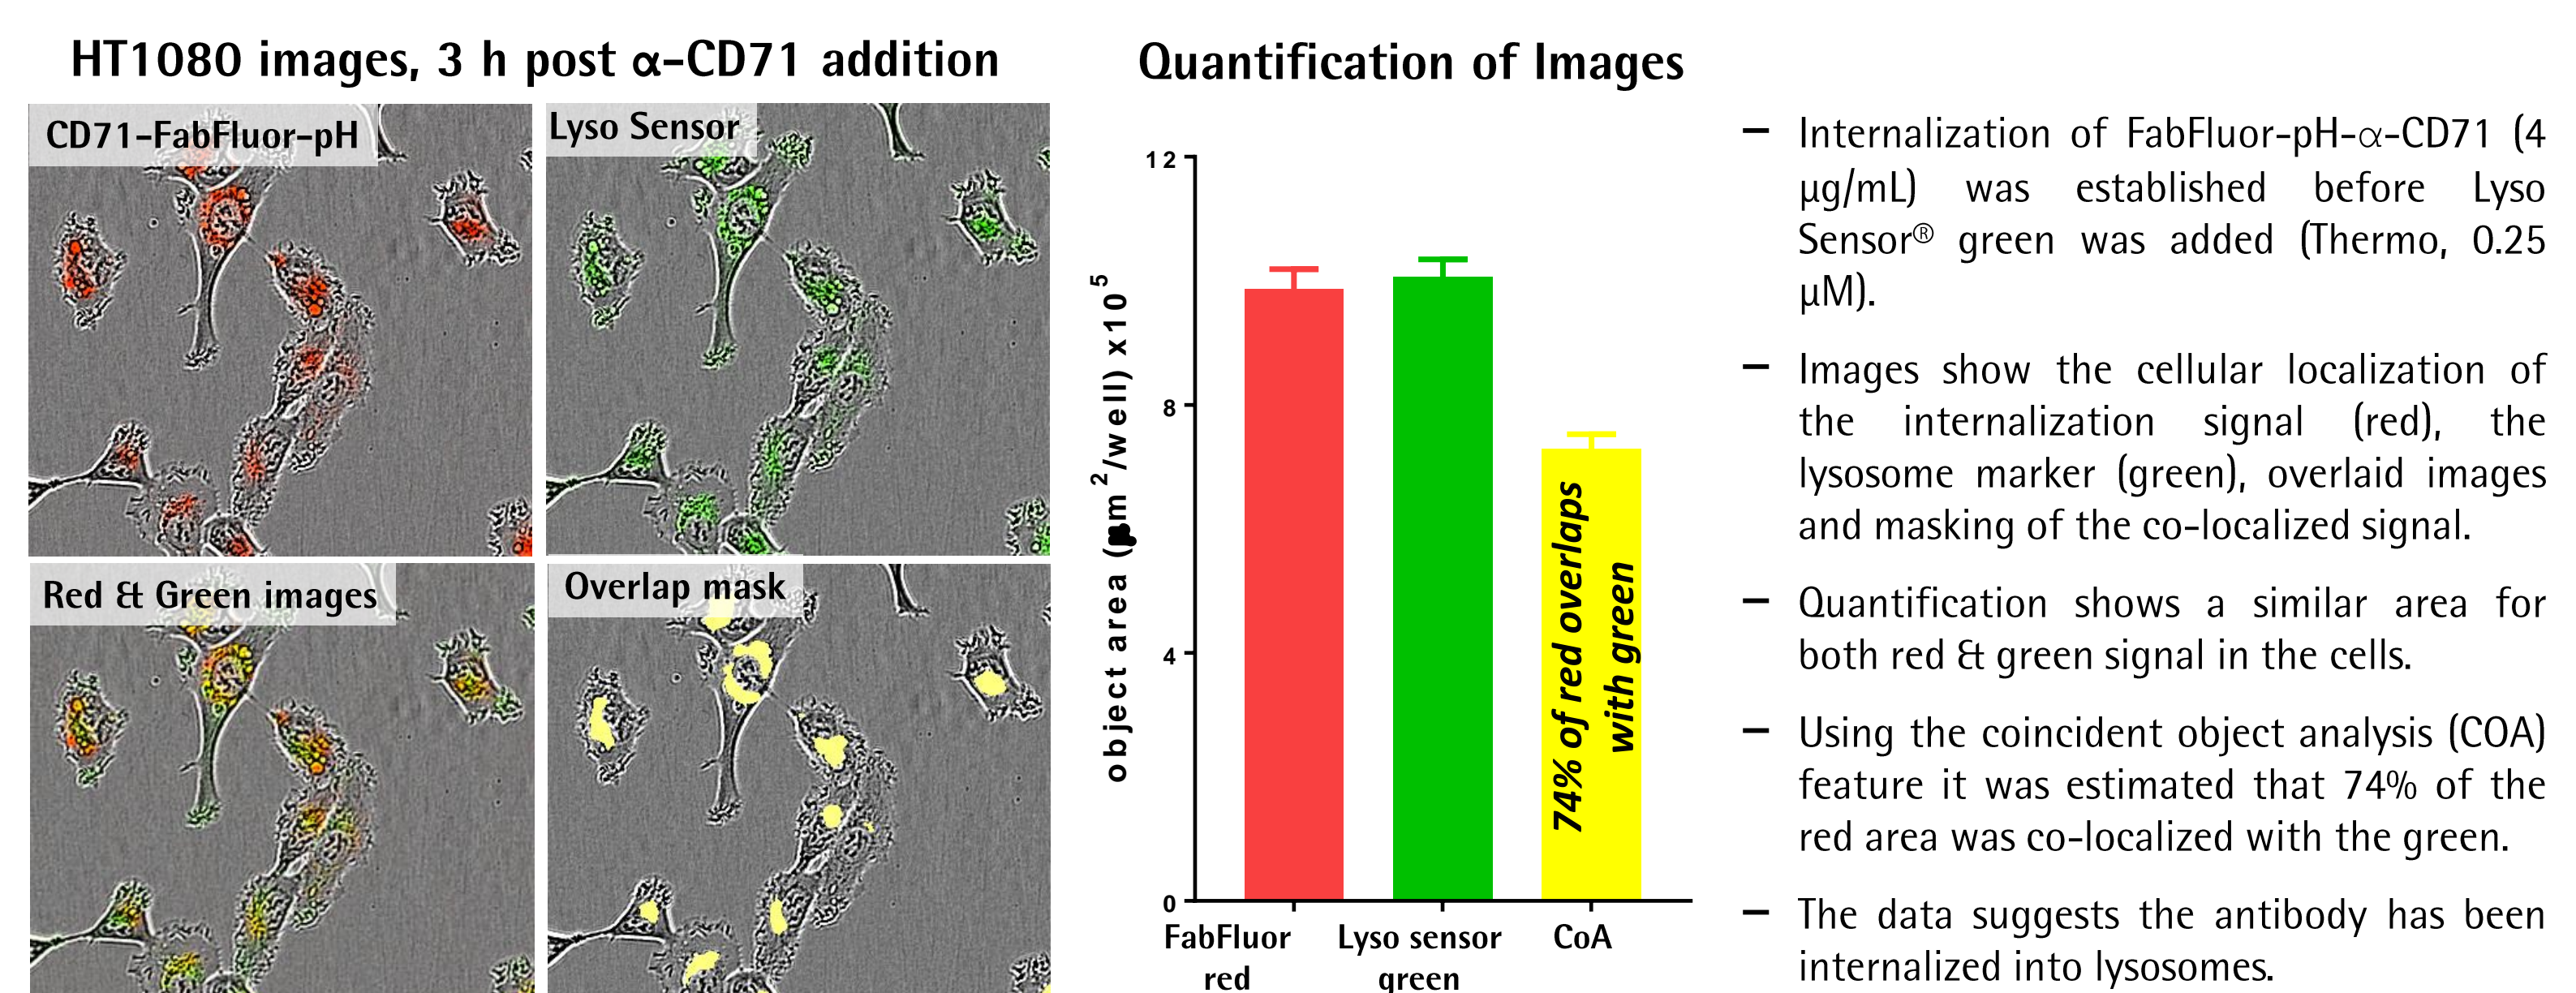 HT1080 images, 3 h post α-CD71 addition
CD71-FabFluor-pH
Lyso Sensor
Red & Green images
Overlap mask
Quantification of Images
object area (µm²/well) x10⁵
12
8
4
0
74% of red overlaps
with green
FabFluor
red
Lyso sensor
green
CoA
– Internalization of FabFluor-pH-α-CD71 (4
µg/mL) was established before Lyso
Sensor® green was added (Thermo, 0.25
µM).
– Images show the cellular localization of
the internalization signal (red), the
lysosome marker (green), overlaid images
and masking of the co-localized signal.
– Quantification shows a similar area for
both red & green signal in the cells.
– Using the coincident object analysis (COA)
feature it was estimated that 74% of the
red area was co-localized with the green.
– The data suggests the antibody has been
internalized into lysosomes.